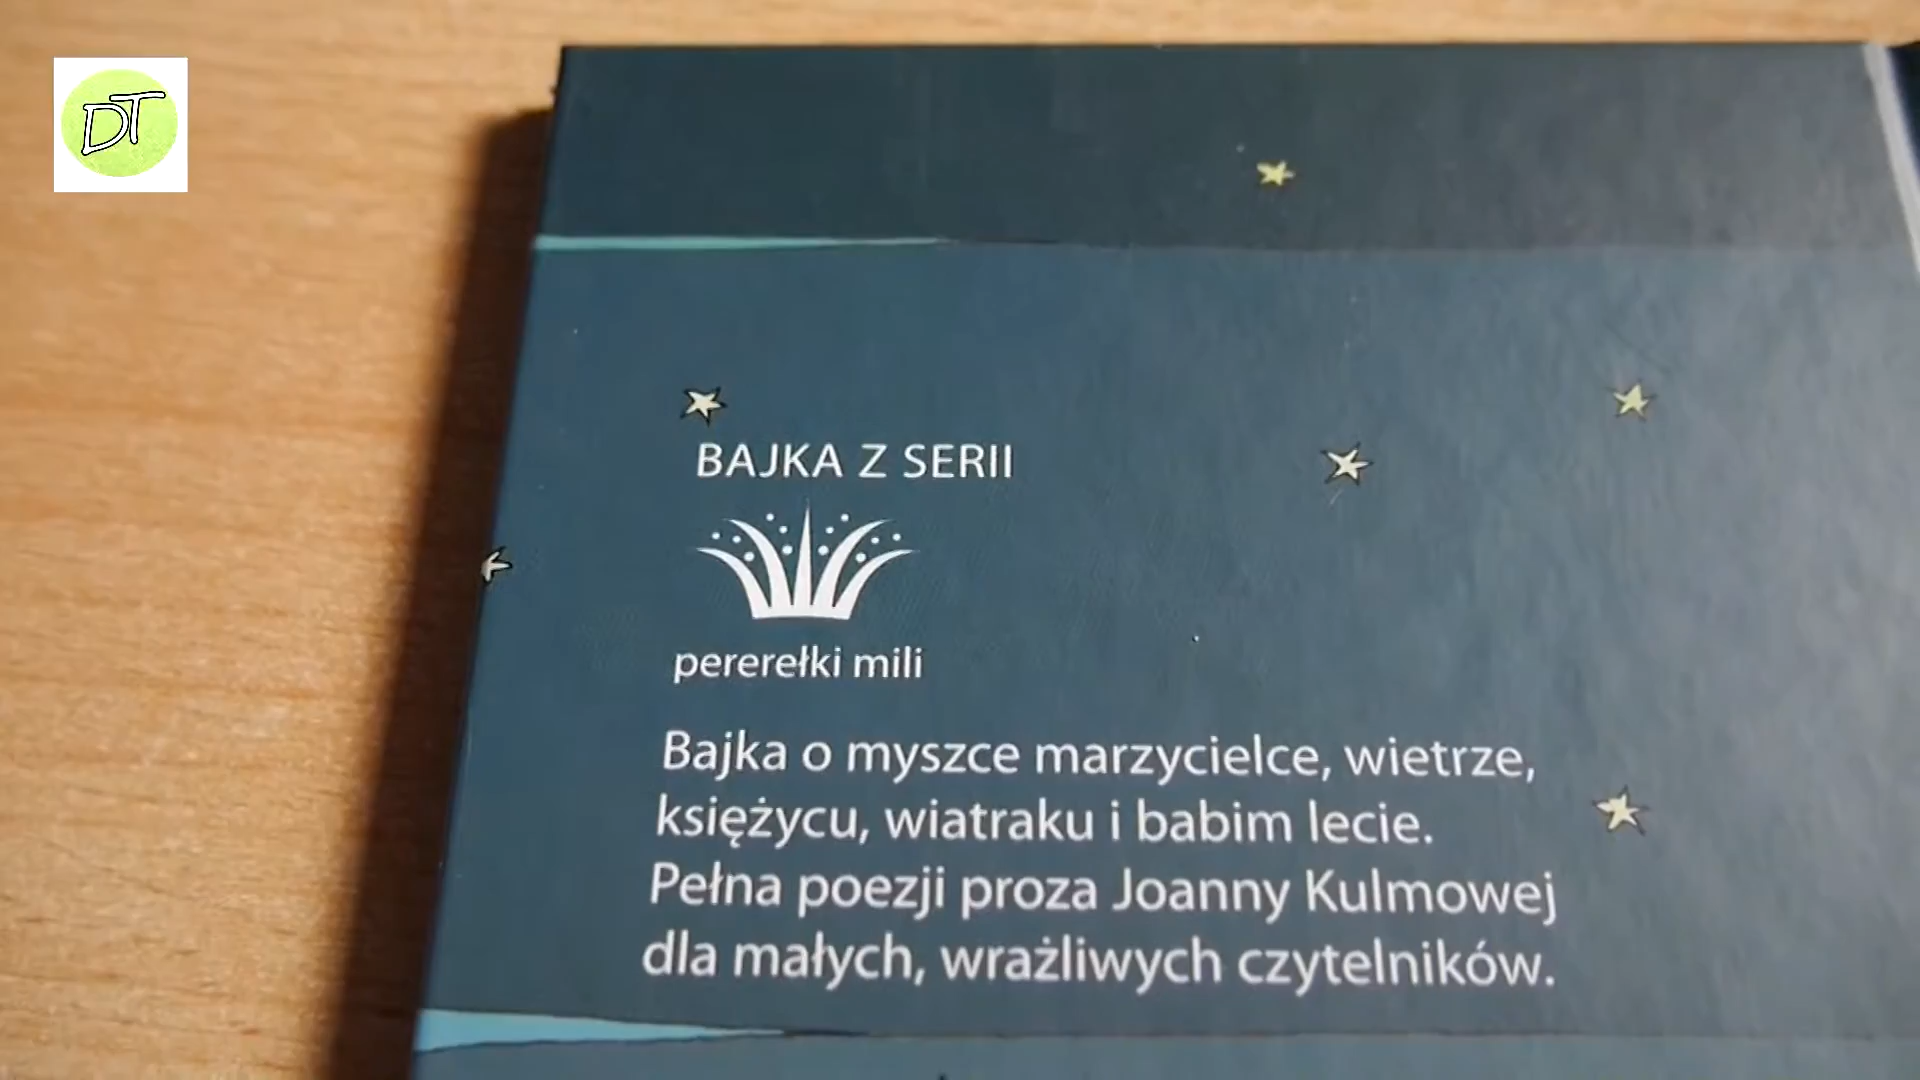 DT
BAJKA Z SERII
pererełki mili
Bajka o myszce marzycielce, wietrze,
księżycu, wiatraku i babim lecie.
Pełna poezji proza Joanny Kulmowej
dla małych, wrażliwych czytelników.